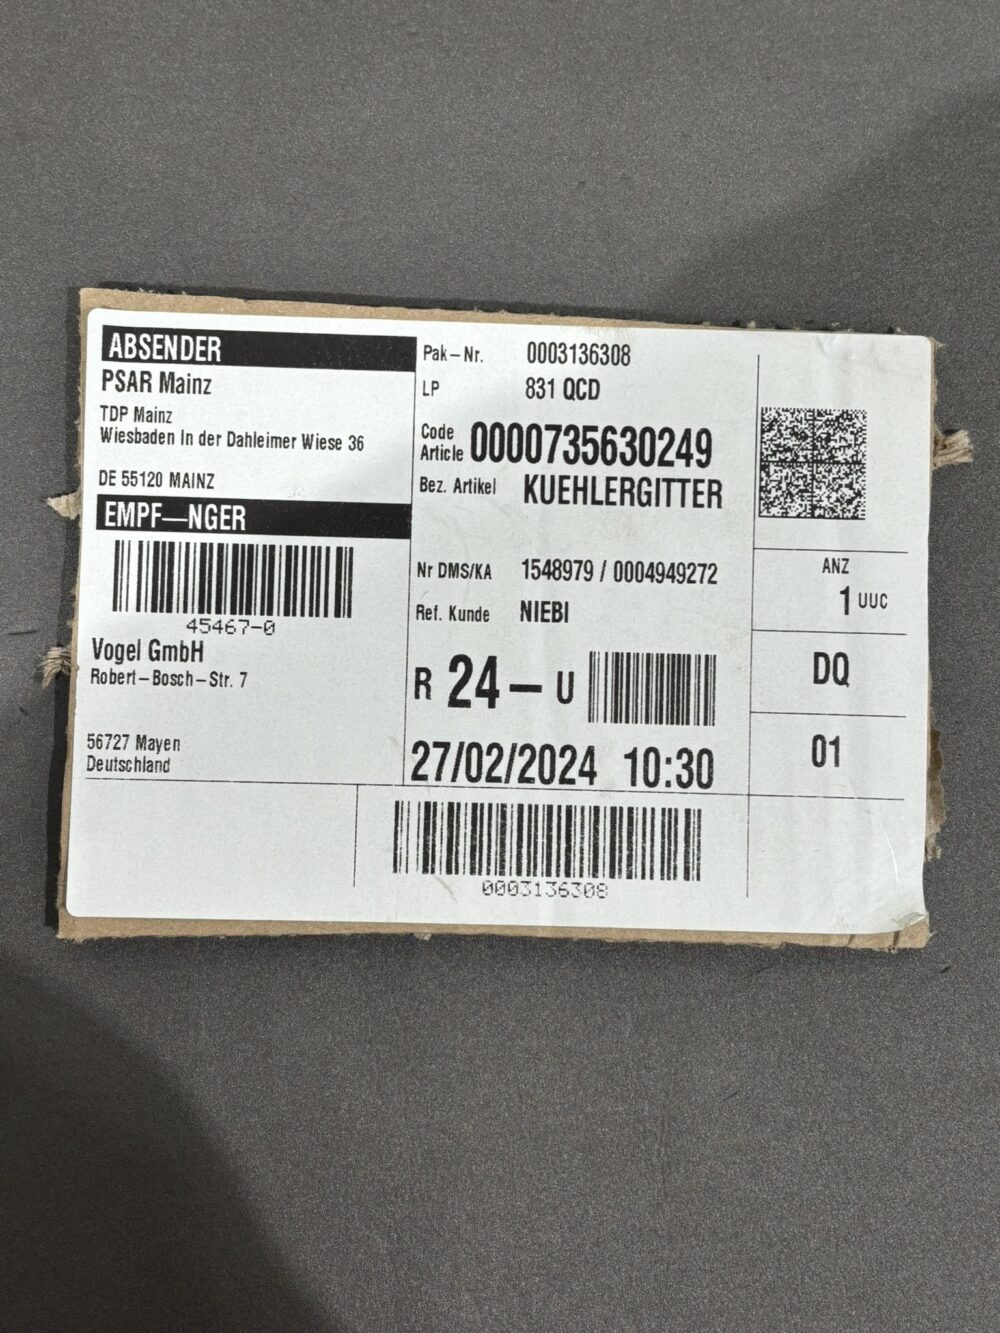 ABSENDER
PSAR Mainz
TDP Mainz
Wiesbaden In der Dahleimer Wiese 36
DE 55120 MAINZ
EMPF—NGER
45467-0
Vogel GmbH
Robert-Bosch-Str. 7
56727 Mayen
Deutschland
Pak-Nr. 0003136308
LP 831 QCD
Code
Article 0000735630249
Bez. Artikel KUEHLERGITTER
Nr DMS/KA 1548979 / 0004949272
Ref. Kunde NIEBI
R 24 - U
27/02/2024 10:30
0003136308
ANZ
1 UUC
DQ
01